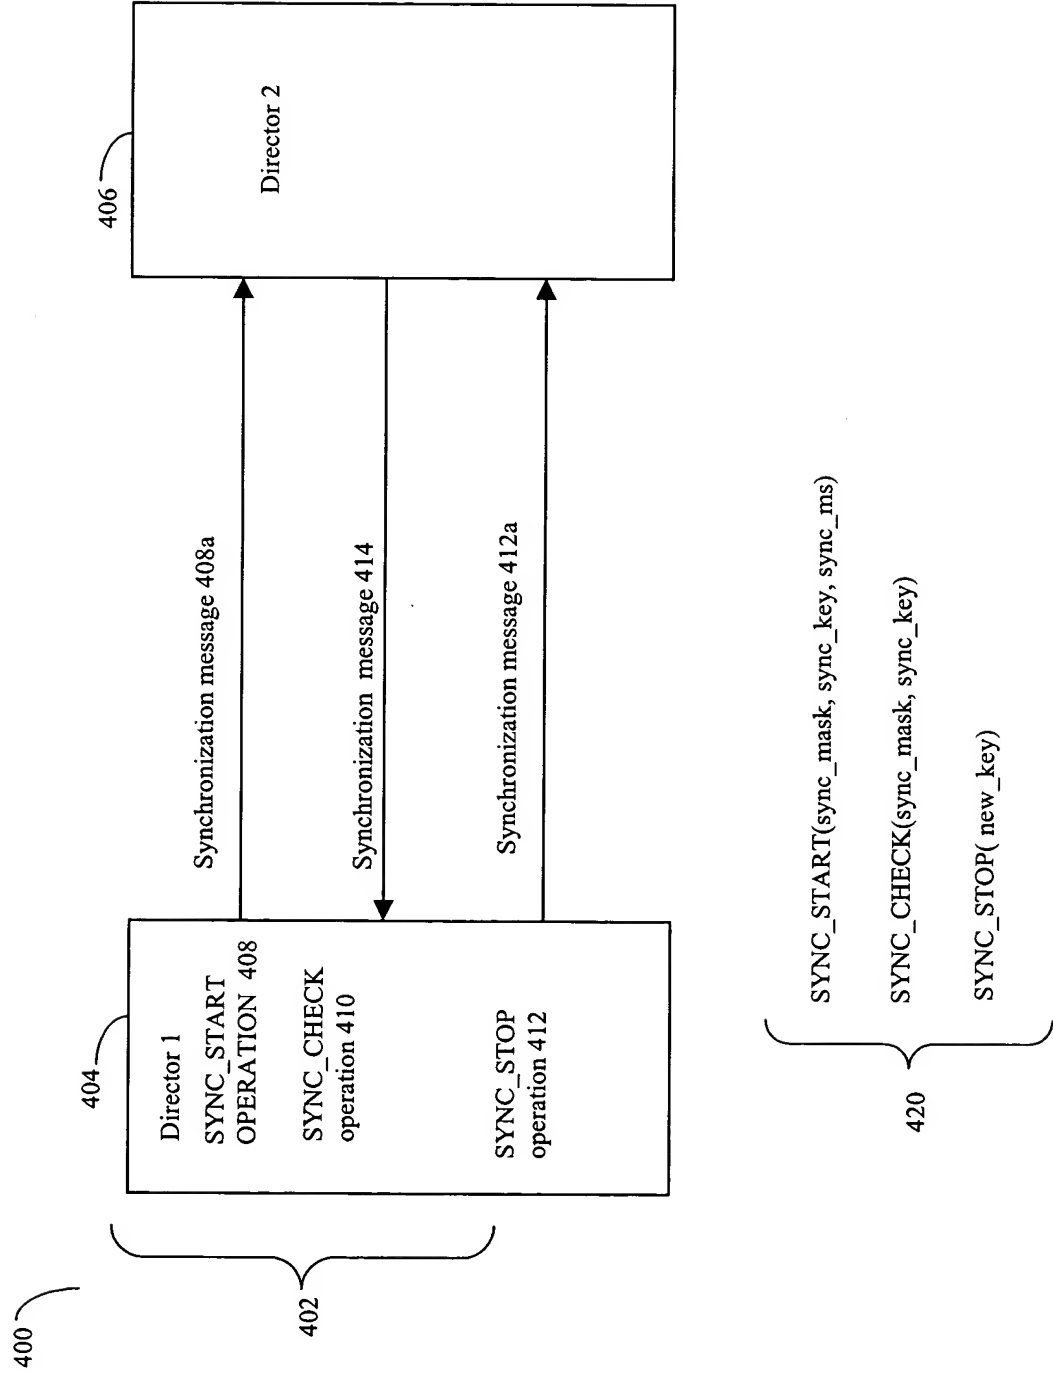 400
402
404
406
Director 1
SYNC_START
OPERATION 408
SYNC_CHECK
operation 410
SYNC_STOP
operation 412
Synchronization message 408a
Synchronization message 414
Synchronization message 412a
Director 2
420
SYNC_START(sync_mask, sync_key, sync_ms)
SYNC_CHECK(sync_mask, sync_key)
SYNC_STOP( new_key)